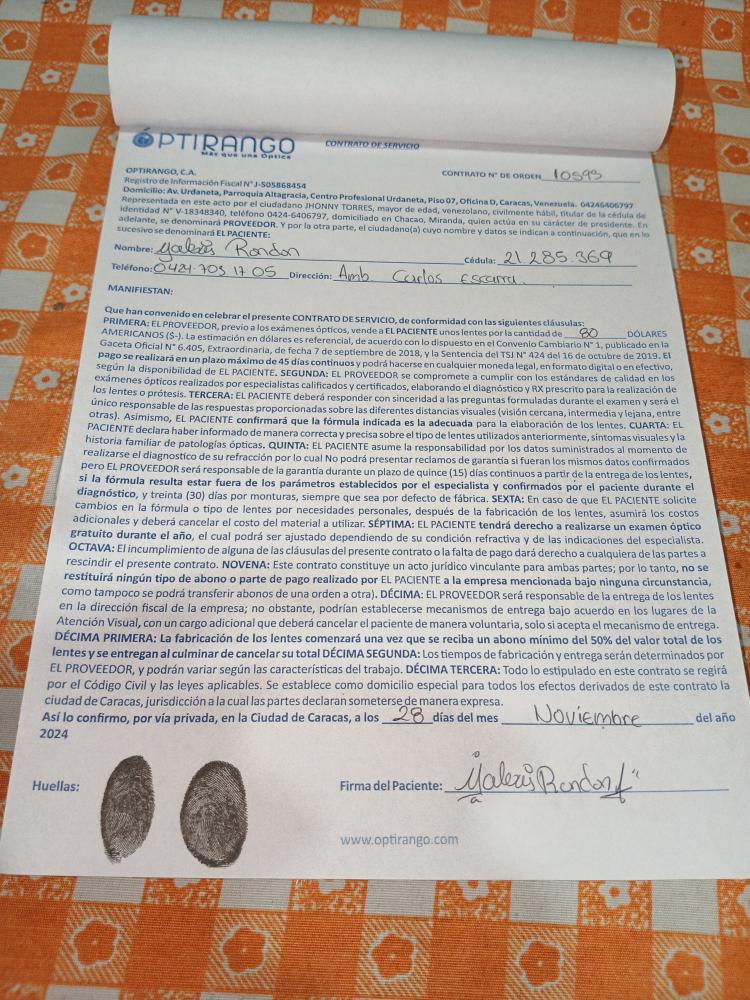 ÓPTIRANGO
Más que una Óptica
CONTRATO DE SERVICIO
CONTRATO N° DE ORDEN 10595
OPTIRANGO, C.A.
Registro de Información Fiscal N° J-505868454
Domicilio: Av. Urdaneta, Parroquia Altagracia, Centro Profesional Urdaneta, Piso 07, Oficina D, Caracas, Venezuela. 04246406797
Representada en este acto por el ciudadano JHONNY TORRES, mayor de edad, venezolano, civilmente hábil, titular de la cédula de
identidad N° V-18348340, teléfono 0424-6406797, domiciliado en Chacao, Miranda, quien actúa en su carácter de presidente. En
adelante, se denominará PROVEEDOR. Y por la otra parte, el ciudadano(a) cuyo nombre y datos se indican a continuación, que en lo
sucesivo se denominará EL PACIENTE:
Nombre: Yalezis Rondon Cédula: 21.285.369
Teléfono: 0424.703 17 05 Dirección: Amb. Carlos Escarra.
MANIFIESTAN:
Que han convenido en celebrar el presente CONTRATO DE SERVICIO, de conformidad con las siguientes cláusulas:
PRIMERA: EL PROVEEDOR, previo a los exámenes ópticos, vende a EL PACIENTE unos lentes por la cantidad de 80 DÓLARES
AMERICANOS ($-). La estimación en dólares es referencial, de acuerdo con lo dispuesto en el Convenio Cambiario N° 1, publicado en la
Gaceta Oficial N° 6.405, Extraordinaria, de fecha 7 de septiembre de 2018, y la Sentencia del TSJ N° 424 del 16 de octubre de 2019. El
pago se realizará en un plazo máximo de 45 días continuos y podrá hacerse en cualquier moneda legal, en formato digital o en efectivo,
según la disponibilidad de EL PACIENTE. SEGUNDA: EL PROVEEDOR se compromete a cumplir con los estándares de calidad en los
exámenes ópticos realizados por especialistas calificados y certificados, elaborando el diagnóstico y RX prescrito para la realización de
los lentes o prótesis. TERCERA: EL PACIENTE deberá responder con sinceridad a las preguntas formuladas durante el examen y será el
único responsable de las respuestas proporcionadas sobre las diferentes distancias visuales (visión cercana, intermedia y lejana, entre
otras). Asimismo, EL PACIENTE confirmará que la fórmula indicada es la adecuada para la elaboración de los lentes. CUARTA: EL
PACIENTE declara haber informado de manera correcta y precisa sobre el tipo de lentes utilizados anteriormente, síntomas visuales y la
historia familiar de patologías ópticas. QUINTA: EL PACIENTE asume la responsabilidad por los datos suministrados al momento de
realizarse el diagnostico de su refracción por lo cual No podrá presentar reclamos de garantía si fueron los mismos datos confirmados
pero EL PROVEEDOR será responsable de la garantía durante un plazo de quince (15) días continuos a partir de la entrega de los lentes,
si la fórmula resulta estar fuera de los parámetros establecidos por el especialista y confirmados por el paciente durante el
diagnóstico, y treinta (30) días por monturas, siempre que sea por defecto de fábrica. SEXTA: En caso de que EL PACIENTE solicite
cambios en la fórmula o tipo de lentes por necesidades personales, después de la fabricación de los lentes, asumirá los costos
adicionales y deberá cancelar el costo del material a utilizar. SÉPTIMA: EL PACIENTE tendrá derecho a realizarse un examen óptico
gratuito durante el año, el cual podrá ser ajustado dependiendo de su condición refractiva y de las indicaciones del especialista.
OCTAVA: El incumplimiento de alguna de las cláusulas del presente contrato o la falta de pago dará derecho a cualquiera de las partes a
rescindir el presente contrato. NOVENA: Este contrato constituye un acto jurídico vinculante para ambas partes; por lo tanto, no se
restituirá ningún tipo de abono o parte de pago realizado por EL PACIENTE a la empresa mencionada bajo ninguna circunstancia,
como tampoco se podrá transferir abonos de una orden a otra). DÉCIMA: EL PROVEEDOR será responsable de la entrega de los lentes
en la dirección fiscal de la empresa; no obstante, podrían establecerse mecanismos de entrega bajo acuerdo en los lugares de la
Atención Visual, con un cargo adicional que deberá cancelar el paciente de manera voluntaria, solo si acepta el mecanismo de entrega.
DÉCIMA PRIMERA: La fabricación de los lentes comenzará una vez que se reciba un abono mínimo del 50% del valor total de los
lentes y se entregan al culminar de cancelar su total DÉCIMA SEGUNDA: Los tiempos de fabricación y entrega serán determinados por
EL PROVEEDOR, y podrán variar según las características del trabajo. DÉCIMA TERCERA: Todo lo estipulado en este contrato se regirá
por el Código Civil y las leyes aplicables. Se establece como domicilio especial para todos los efectos derivados de este contrato la
ciudad de Caracas, jurisdicción a la cual las partes declaran someterse de manera expresa.
Así lo confirmo, por vía privada, en la Ciudad de Caracas, a los 28 días del mes Noviembre del año
2024
Huellas:
Firma del Paciente: Yalezis Rondon
www.optirango.com